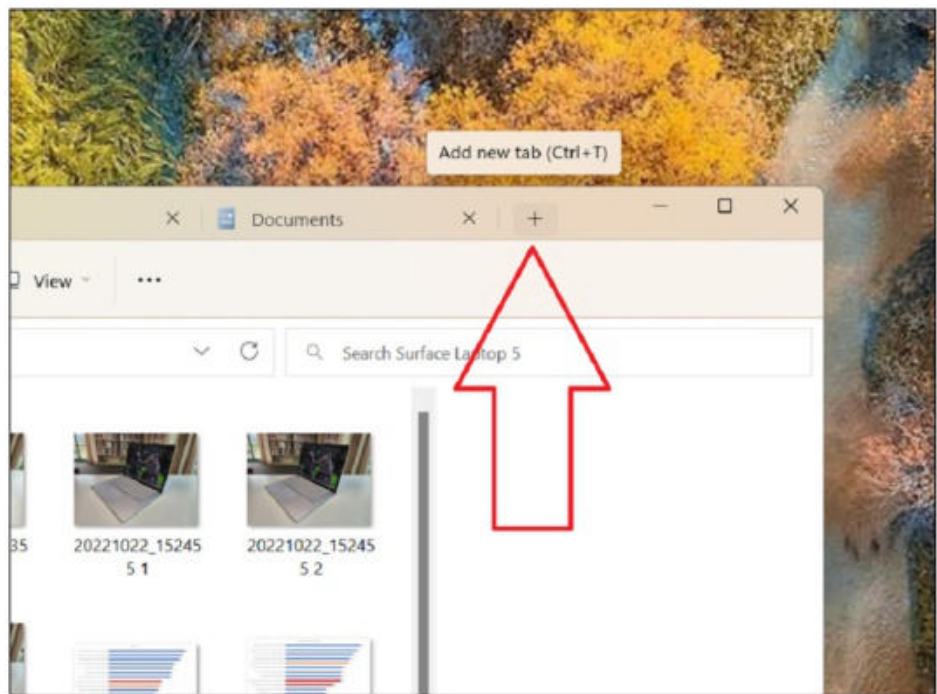 Add new tab (Ctrl+T)
Documents
View
Search Surface Laptop 5
35
20221022_15245
5 1
20221022_15245
5 2